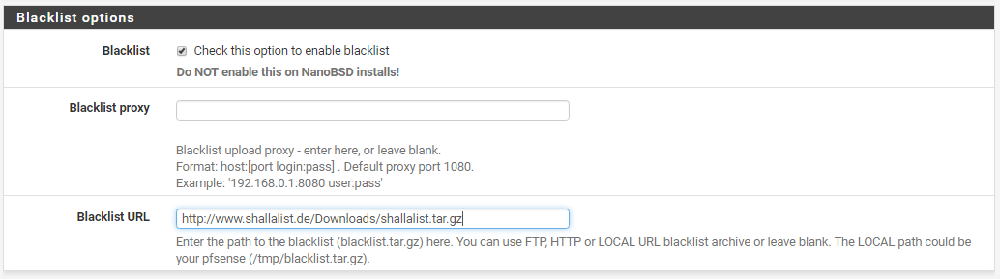 Blacklist options
Blacklist
Check this option to enable blacklist
Do NOT enable this on NanoBSD installs!
Blacklist proxy
Blacklist upload proxy - enter here, or leave blank.
Format: host:[port login:pass] . Default proxy port 1080.
Example: '192.168.0.1:8080 user:pass'
Blacklist URL
http://www.shallalist.de/Downloads/shallalist.tar.gz
Enter the path to the blacklist (blacklist.tar.gz) here. You can use FTP, HTTP or LOCAL URL blacklist archive or leave blank. The LOCAL path could be
your pfsense (/tmp/blacklist.tar.gz).